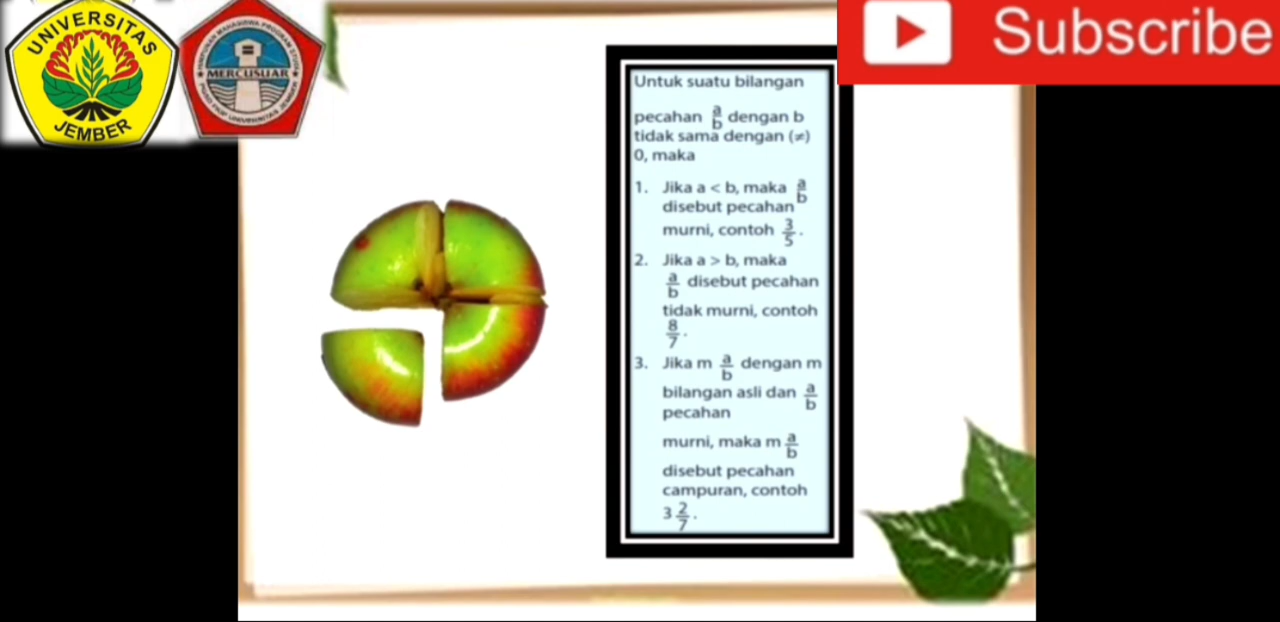 UNIVERSITAS
JEMBER
MERCUSUAR
Subscribe
Untuk suatu bilangan
pecahan a/b dengan b
tidak sama dengan (≠)
0, maka
1. Jika a < b, maka a/b
disebut pecahan
murni, contoh 3/5.
2. Jika a > b, maka
a/b disebut pecahan
tidak murni, contoh
8/7.
3. Jika m a/b dengan m
bilangan asli dan a/b
pecahan
murni, maka m a/b
disebut pecahan
campuran, contoh
3 2/7.